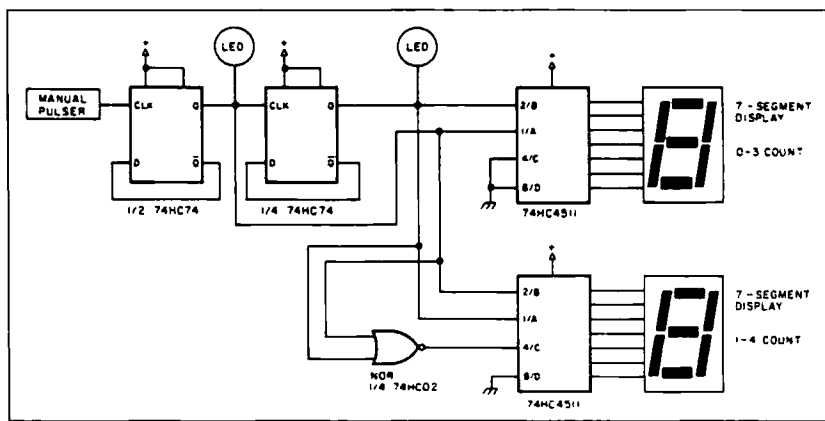 +
+
LED
LED
+
MANUAL
PULSER
CLK
Q
D
Q
1/2 74HC74
CLK
Q
D
Q
1/4 74HC74
2/B
1/A
4/C
8/D
74HC4511
7-SEGMENT
DISPLAY
0-3 COUNT
+
2/B
1/A
4/C
8/D
74HC4511
7-SEGMENT
DISPLAY
1-4 COUNT
NOR
1/4 74HC02